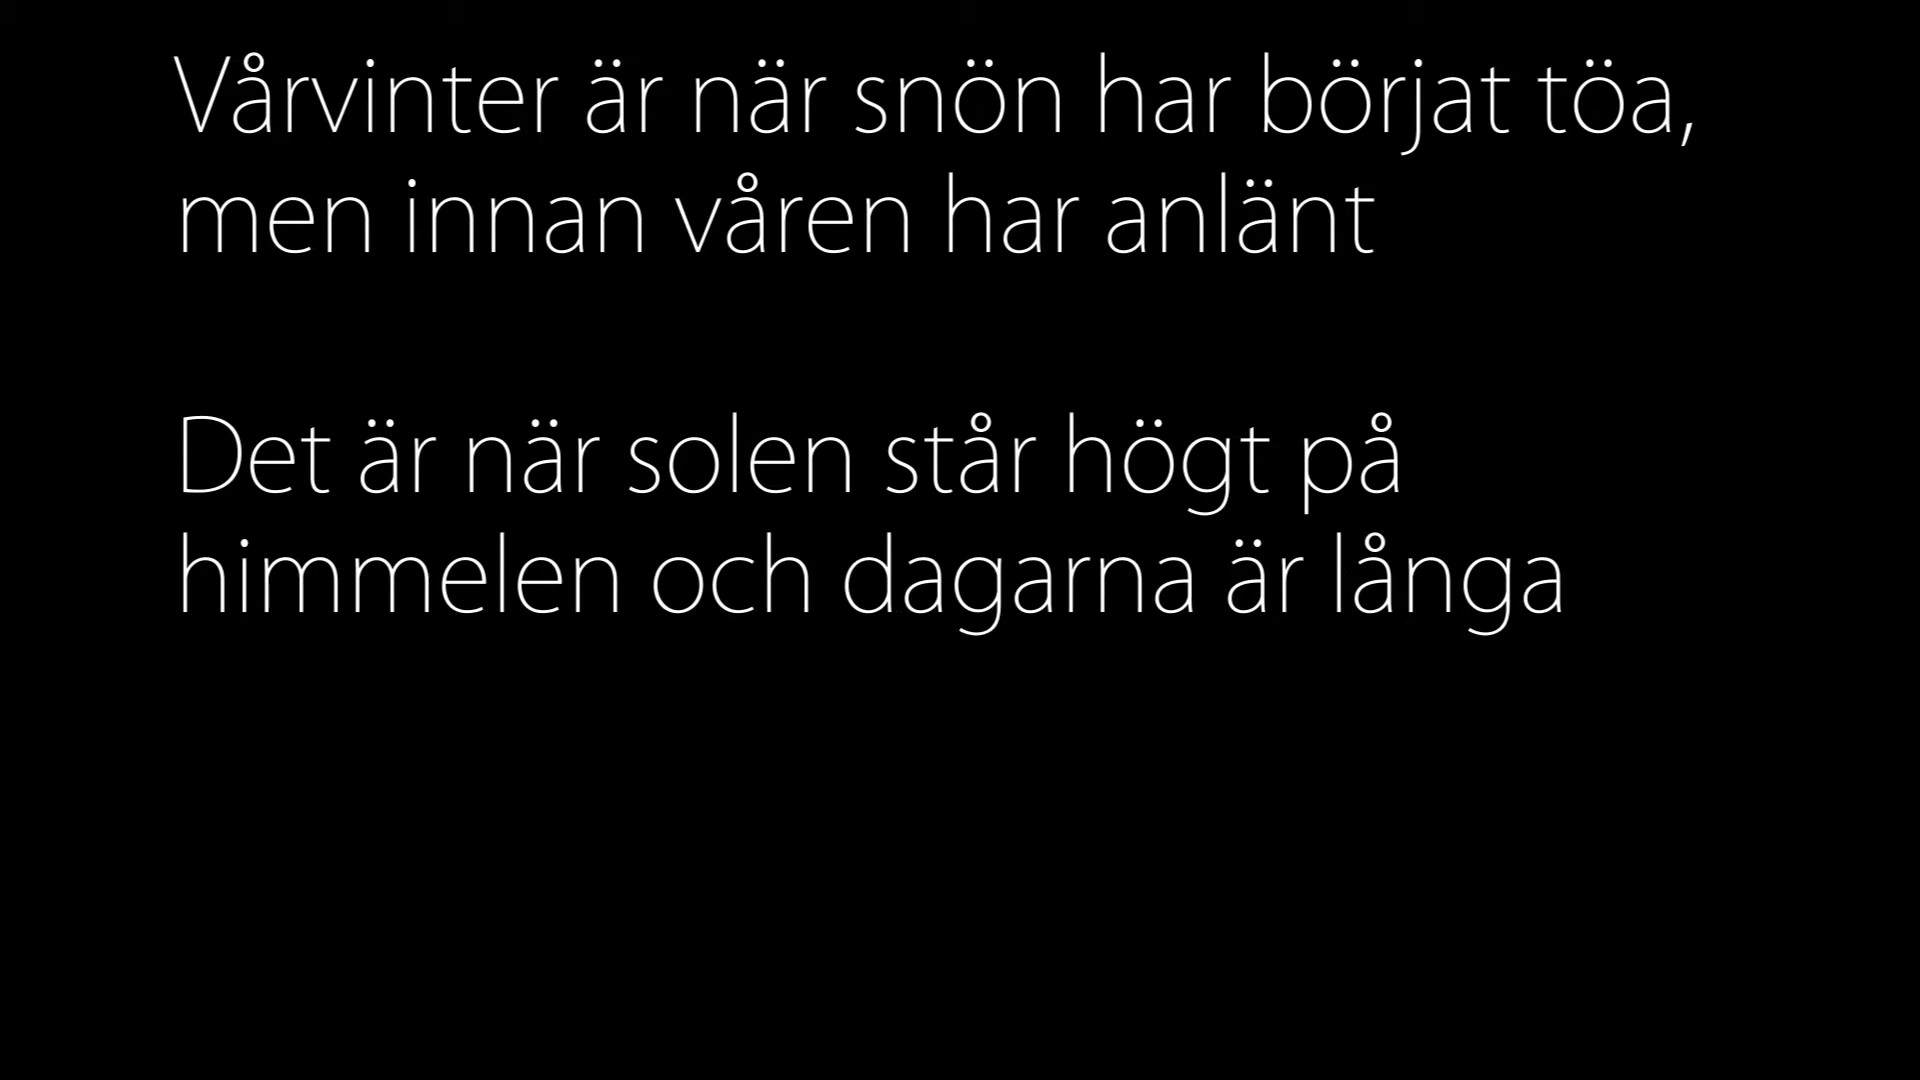 Vårvinter är när snön har börjat töa,
men innan våren har anlänt
Det är när solen står högt på
himmelen och dagarna är långa